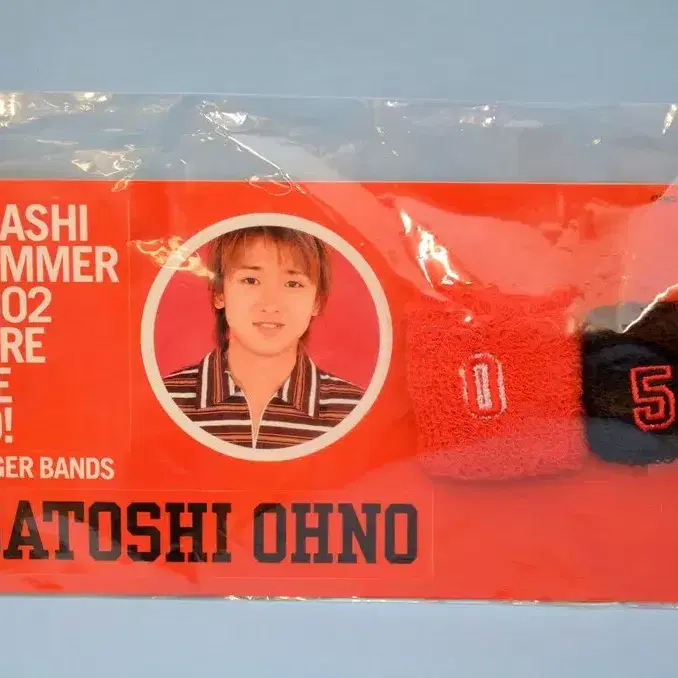 ASHI
MMER
02
RE
E
!
GER BANDS
ATOSHI OHNO
0
5